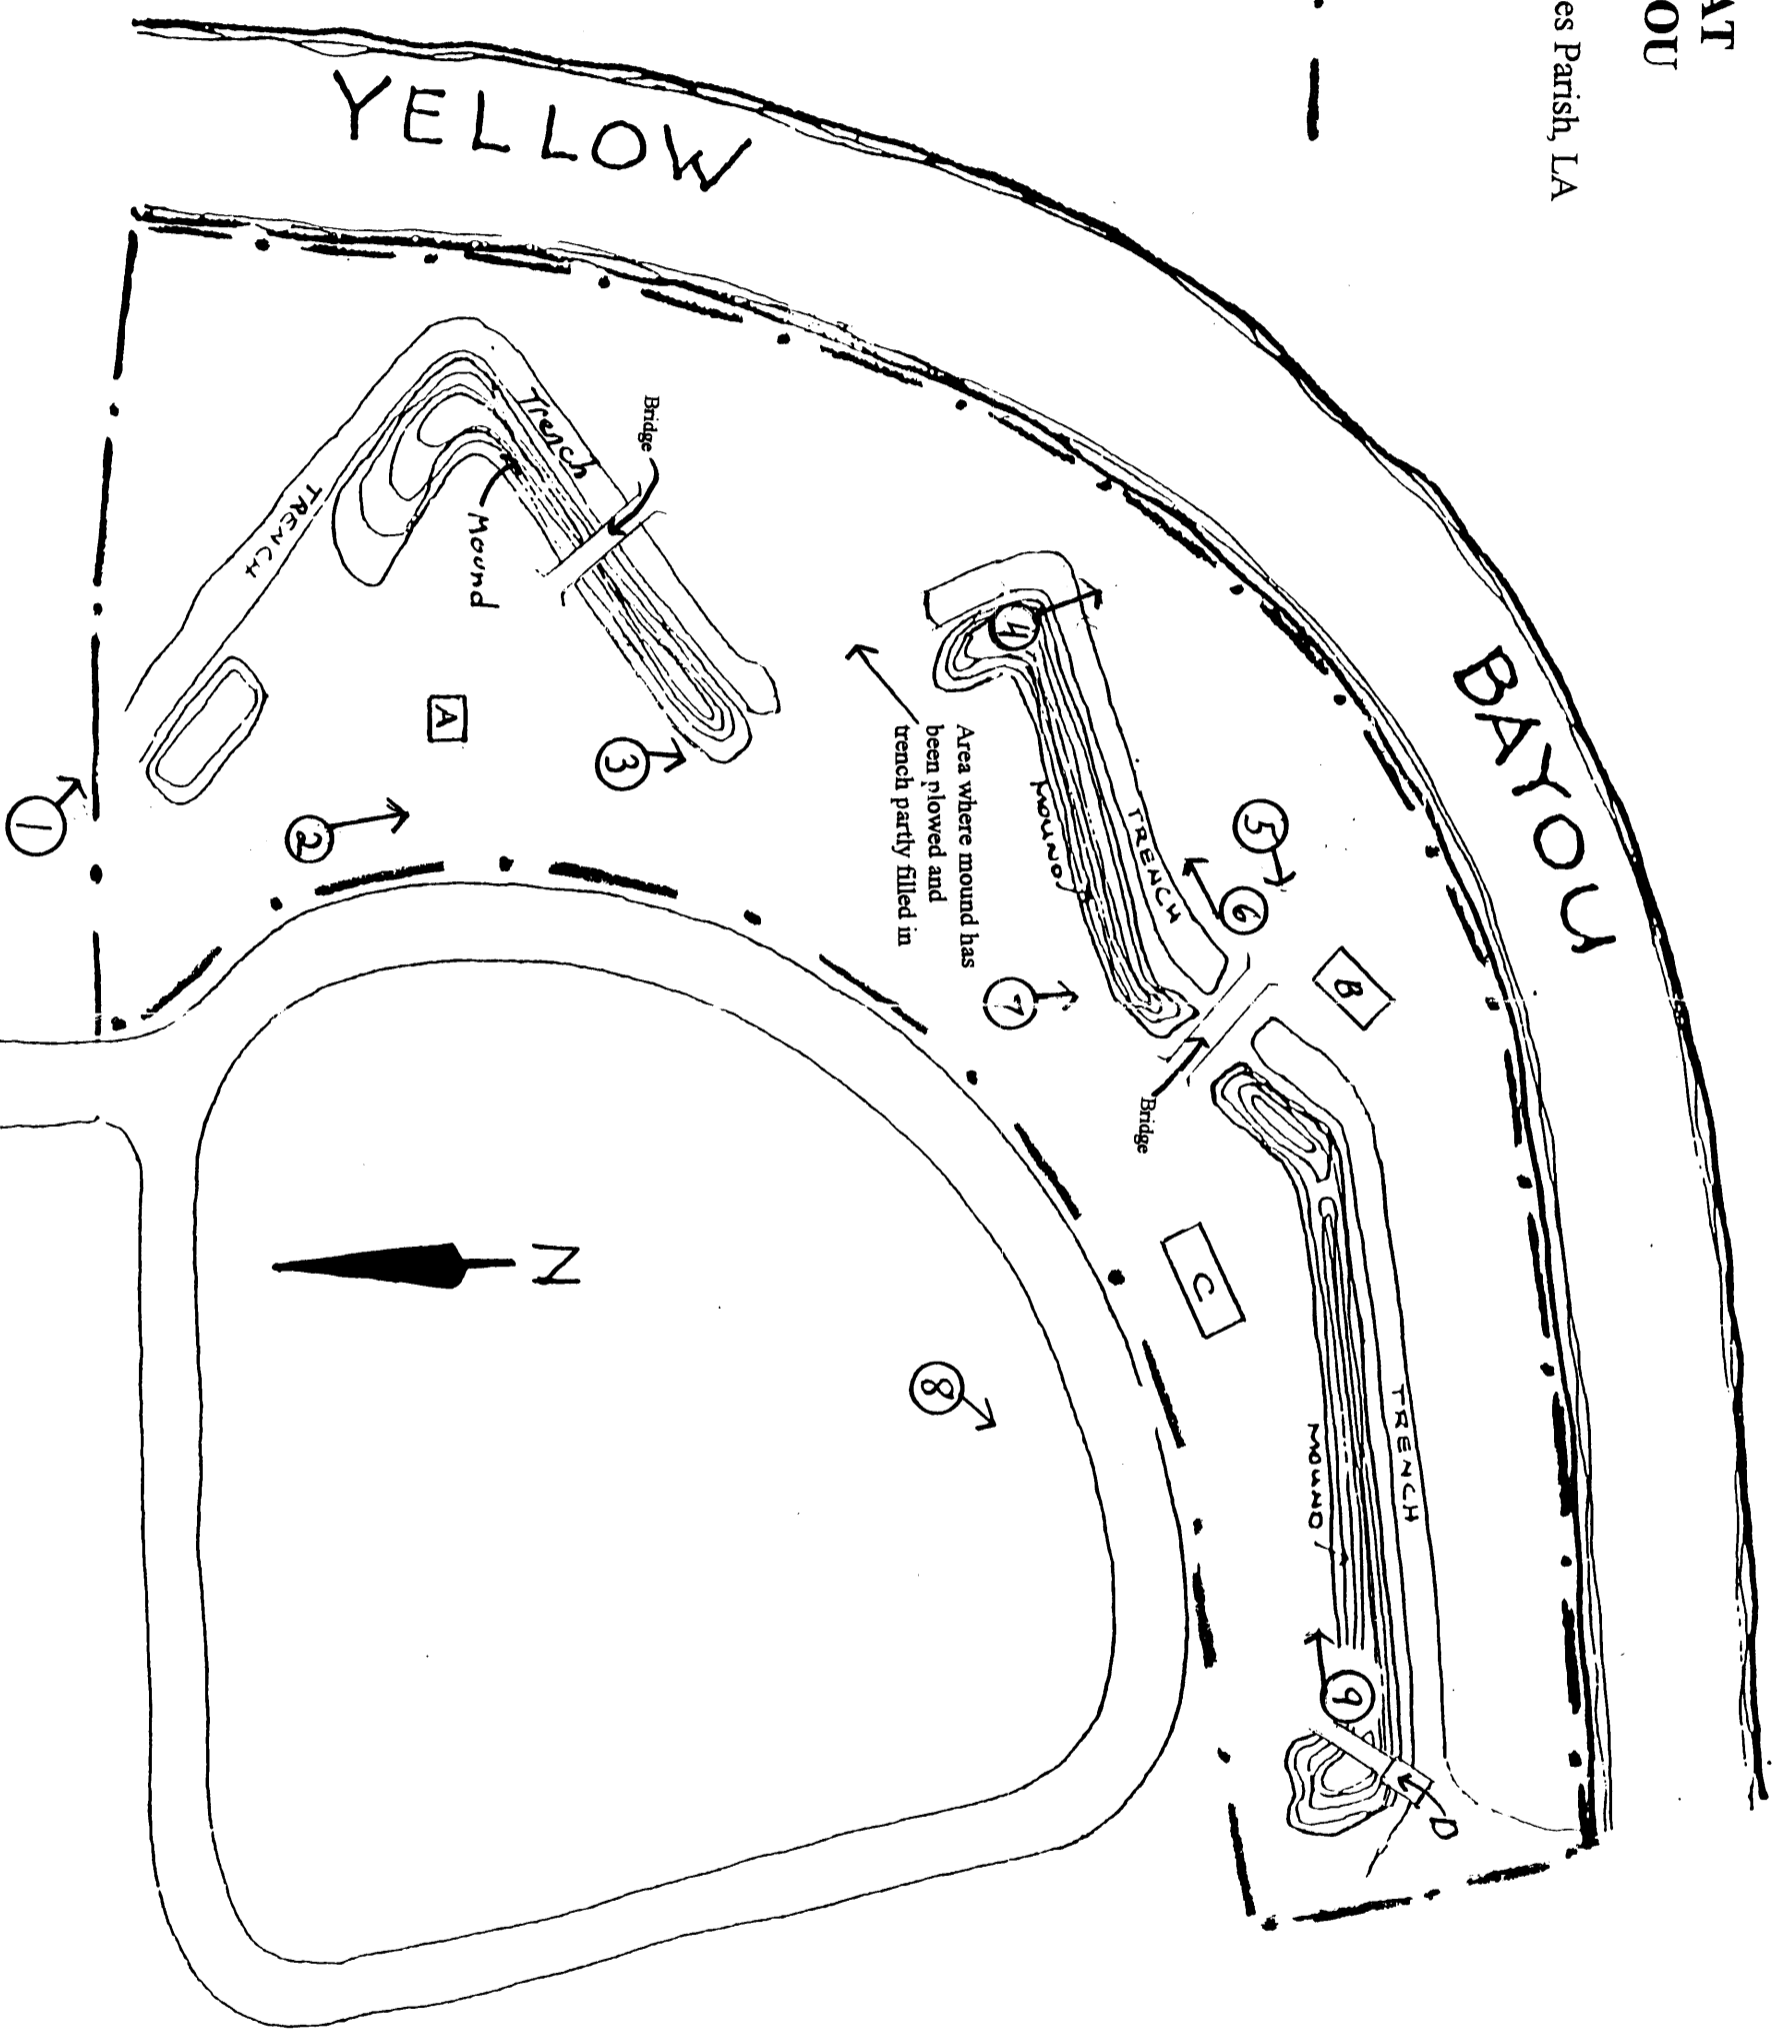 AT
OU
es Parish, LA
YELLOW
BAYOU
Bridge
Trench
TRENCH
Mound
A
1
2
3
4
MOUND
TRENCH
Area where mound has
been plowed and
trench partly filled in
5
6
7
B
Bridge
C
N
8
TRENCH
MOUND
9
D